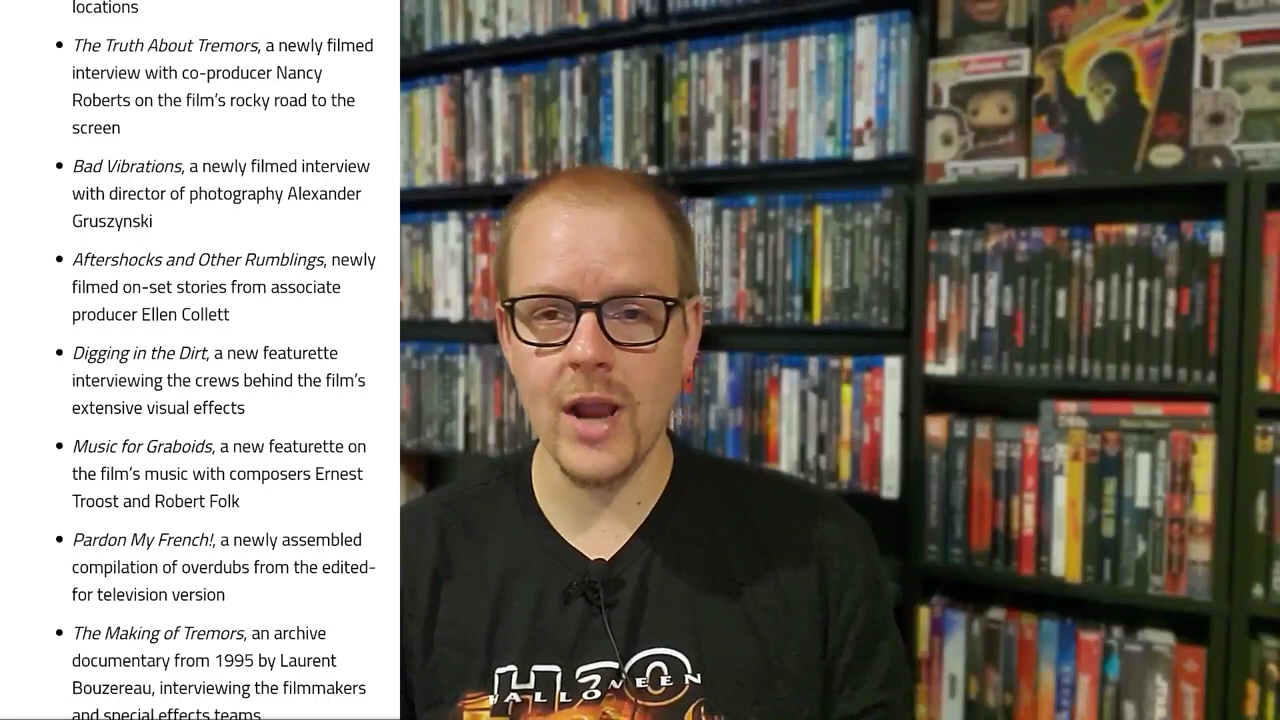 locations
• The Truth About Tremors, a newly filmed
interview with co-producer Nancy
Roberts on the film’s rocky road to the
screen
• Bad Vibrations, a newly filmed interview
with director of photography Alexander
Gruszynski
• Aftershocks and Other Rumblings, newly
filmed on-set stories from associate
producer Ellen Collett
• Digging in the Dirt, a new featurette
interviewing the crews behind the film’s
extensive visual effects
• Music for Graboids, a new featurette on
the film’s music with composers Ernest
Troost and Robert Folk
• Pardon My French!, a newly assembled
compilation of overdubs from the edited-
for television version
• The Making of Tremors, an archive
documentary from 1995 by Laurent
Bouzereau, interviewing the filmmakers
and special effects teams
H20
HALLOWEEN